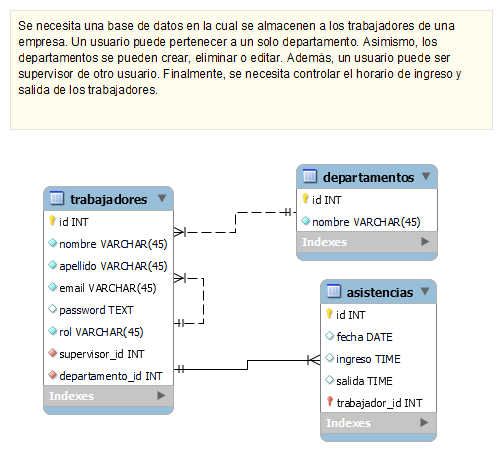 Se necesita una base de datos en la cual se almacenen a los trabajadores de una
empresa. Un usuario puede pertenecer a un solo departamento. Asimismo, los
departamentos se pueden crear, eliminar o editar. Además, un usuario puede ser
supervisor de otro usuario. Finalmente, se necesita controlar el horario de ingreso y
salida de los trabajadores.
departamentos
id INT
nombre VARCHAR(45)
Indexes
trabajadores
id INT
nombre VARCHAR(45)
apellido VARCHAR(45)
email VARCHAR(45)
password TEXT
rol VARCHAR(45)
supervisor_id INT
departamento_id INT
Indexes
asistencias
id INT
fecha DATE
ingreso TIME
salida TIME
trabajador_id INT
Indexes